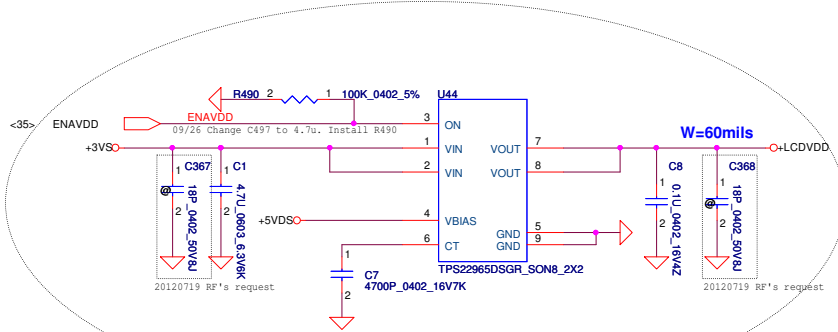 U44
R490 2 1 100K_0402_5%
<35> ENAVDD ENAVDD 3 ON
09/26 Change C497 to 4.7u. Install R490
W=60mils
+3VS 1 VIN VOUT 7 +LCDVDD
2 VIN VOUT 8
C367 C1 C8 C368
1 1 1 1
@ @
2 2 2 2
18P_0402_50V8J
4.7U_0603_6.3V6K
0.1U_0402_16V4Z
18P_0402_50V8J
+5VDS 4 VBIAS
GND 5
6 CT GND 9
TPS22965DSGR_SON8_2X2
1 C7
2 4700P_0402_16V7K
20120719 RF's request
20120719 RF's request